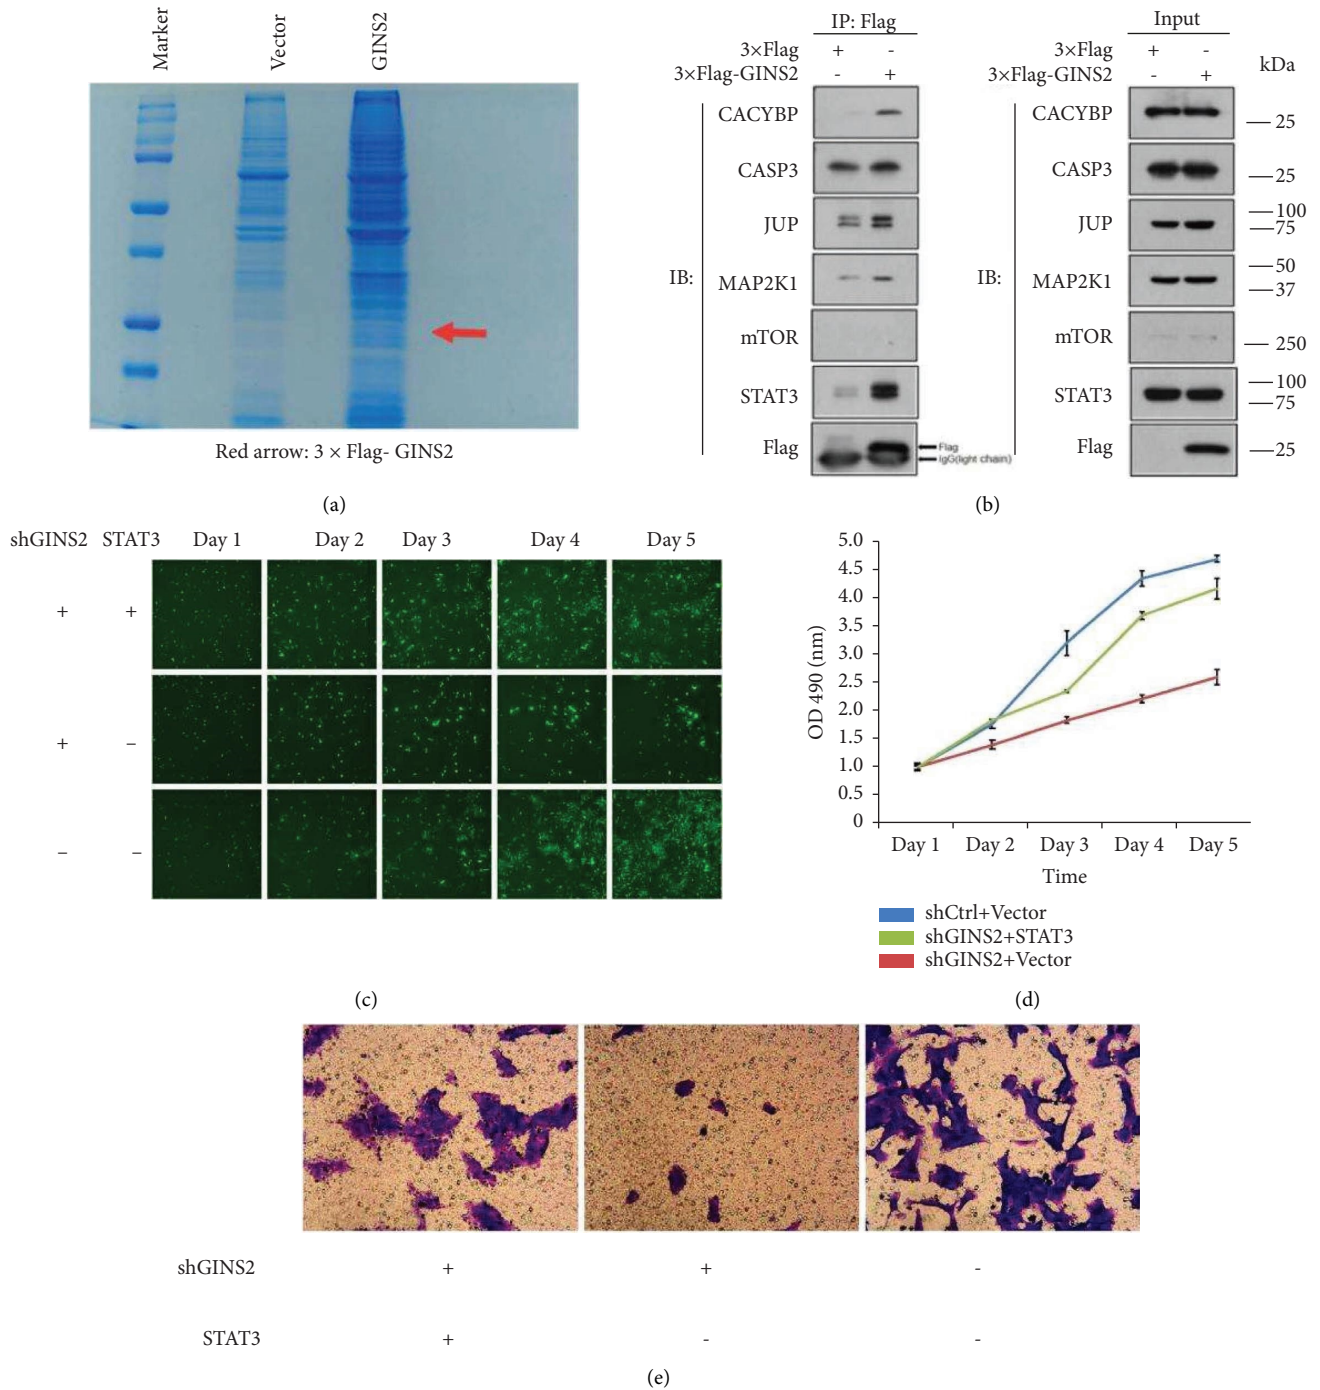 Marker
Vector
GINS2
Red arrow: 3 × Flag- GINS2
(a)
IP: Flag
3×Flag + -
3×Flag-GINS2 - +
IB:
CACYBP
CASP3
JUP
MAP2K1
mTOR
STAT3
Flag
Flag
IgG(light chain)
Input
3×Flag + -
3×Flag-GINS2 - +
kDa
IB:
CACYBP 25
CASP3 25
JUP 100
75
MAP2K1 50
37
mTOR 250
STAT3 100
75
Flag 25
(b)
shGINS2 STAT3 Day 1 Day 2 Day 3 Day 4 Day 5
+ +
+ –
– –
(c)
OD 490 (nm)
5.0
4.5
4.0
3.5
3.0
2.5
2.0
1.5
1.0
0.5
0
Day 1 Day 2 Day 3 Day 4 Day 5
Time
shCtrl+Vector
shGINS2+STAT3
shGINS2+Vector
(d)
shGINS2 + + -
STAT3 + - -
(e)